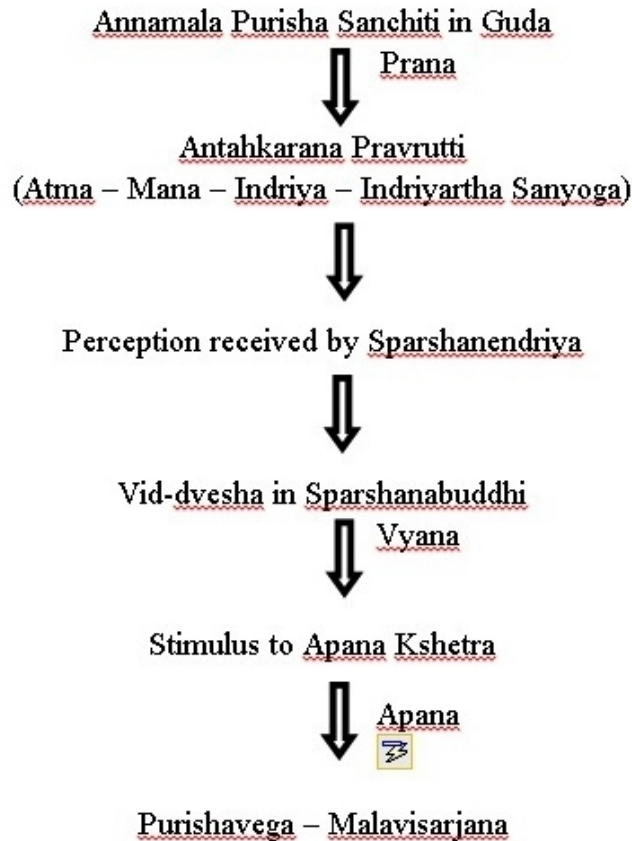 Annamala Purisha Sanchiti in Guda
Prana
Antahkarana Pravrutti
(Atma – Mana – Indriya – Indriyartha Sanyoga)
Perception received by Sparshanendriya
Vid-dvesha in Sparshanabuddhi
Vyana
Stimulus to Apana Kshetra
Apana
Purishavega – Malavisarjana